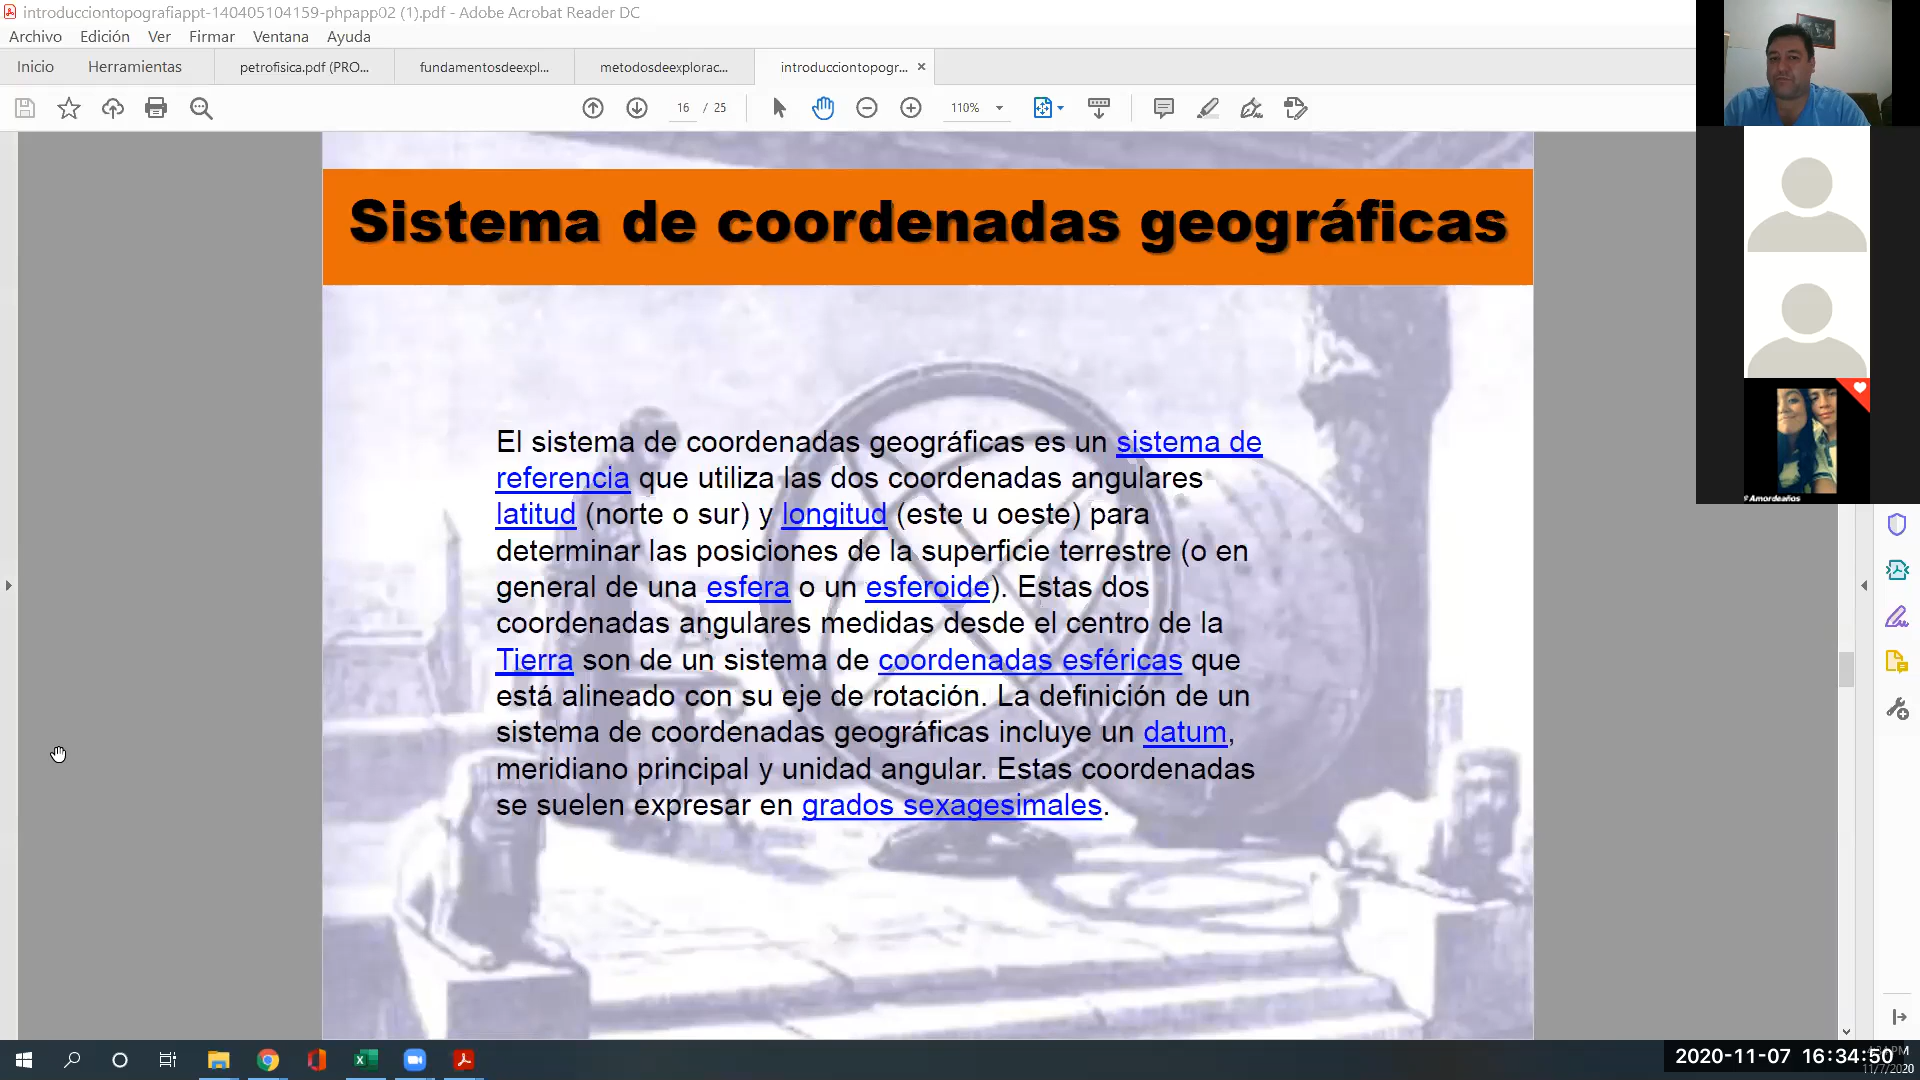 introducciontopografiappt-140405104159-phpapp02 (1).pdf - Adobe Acrobat Reader DC
Archivo Edición Ver Firmar Ventana Ayuda
Inicio Herramientas petrofisica.pdf (PRO... fundamentosdeexpl... metodosdeexplorac... introducciontopogr...
16 / 25 110%
Sistema de coordenadas geográficas
El sistema de coordenadas geográficas es un sistema de
referencia que utiliza las dos coordenadas angulares
latitud (norte o sur) y longitud (este u oeste) para
determinar las posiciones de la superficie terrestre (o en
general de una esfera o un esferoide). Estas dos
coordenadas angulares medidas desde el centro de la
Tierra son de un sistema de coordenadas esféricas que
está alineado con su eje de rotación. La definición de un
sistema de coordenadas geográficas incluye un datum,
meridiano principal y unidad angular. Estas coordenadas
se suelen expresar en grados sexagesimales.
Amordeaños
2020-11-07 16:34:50
11/7/2020